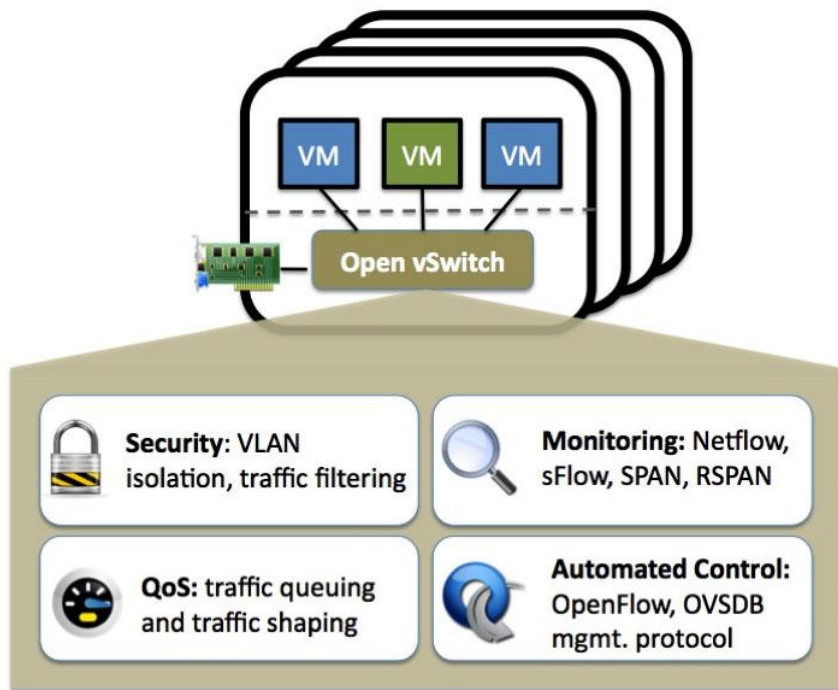 VM VM VM
Open vSwitch
Security: VLAN
isolation, traffic filtering
Monitoring: Netflow,
sFlow, SPAN, RSPAN
QoS: traffic queuing
and traffic shaping
Automated Control:
OpenFlow, OVSDB
mgmt. protocol